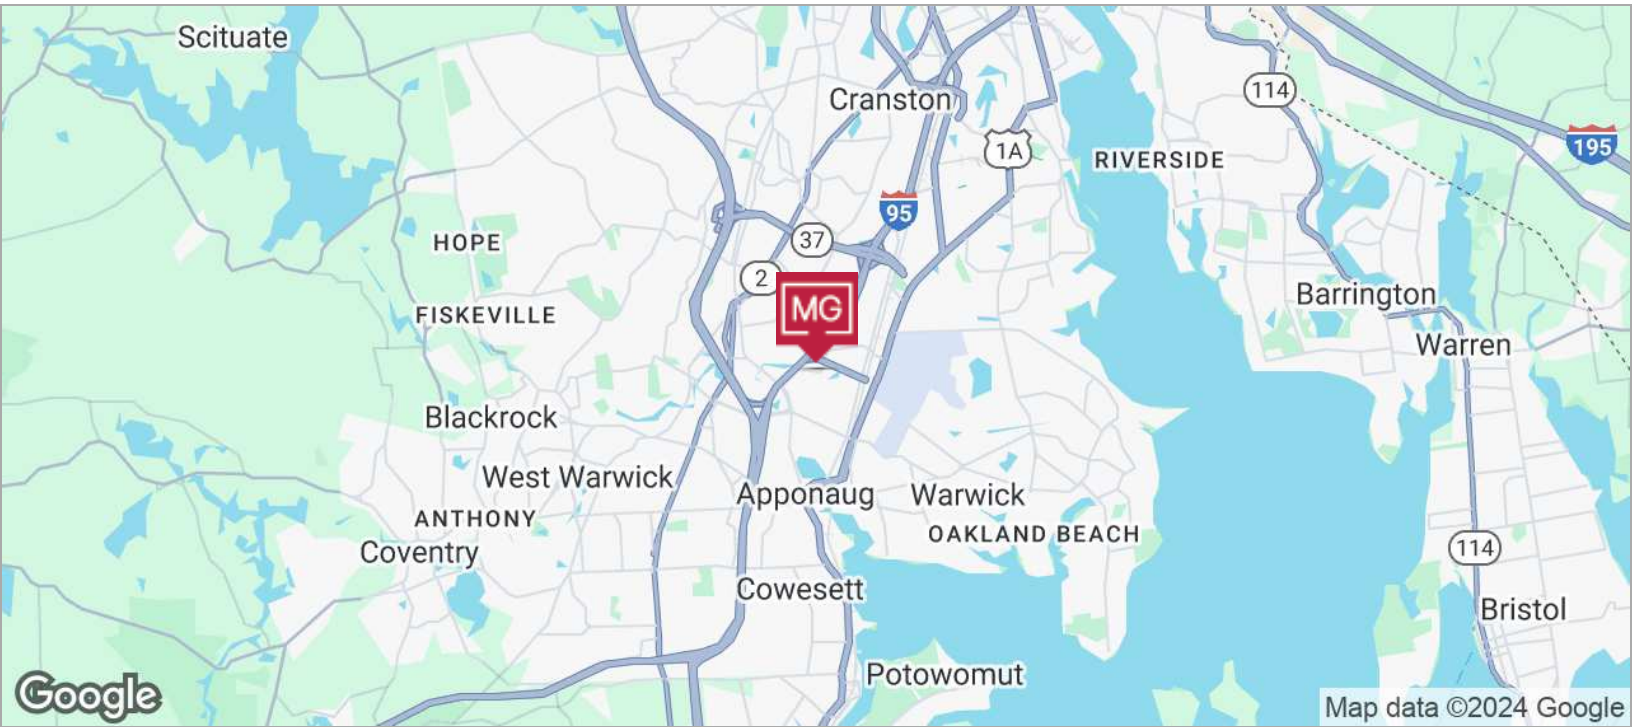 Scituate
Cranston
114
195
1A
RIVERSIDE
95
HOPE
37
2
MG
Barrington
FISKEVILLE
Warren
Blackrock
West Warwick
Apponaug
Warwick
ANTHONY
OAKLAND BEACH
Coventry
114
Cowesett
Bristol
Potowomut
Google
Map data ©2024 Google